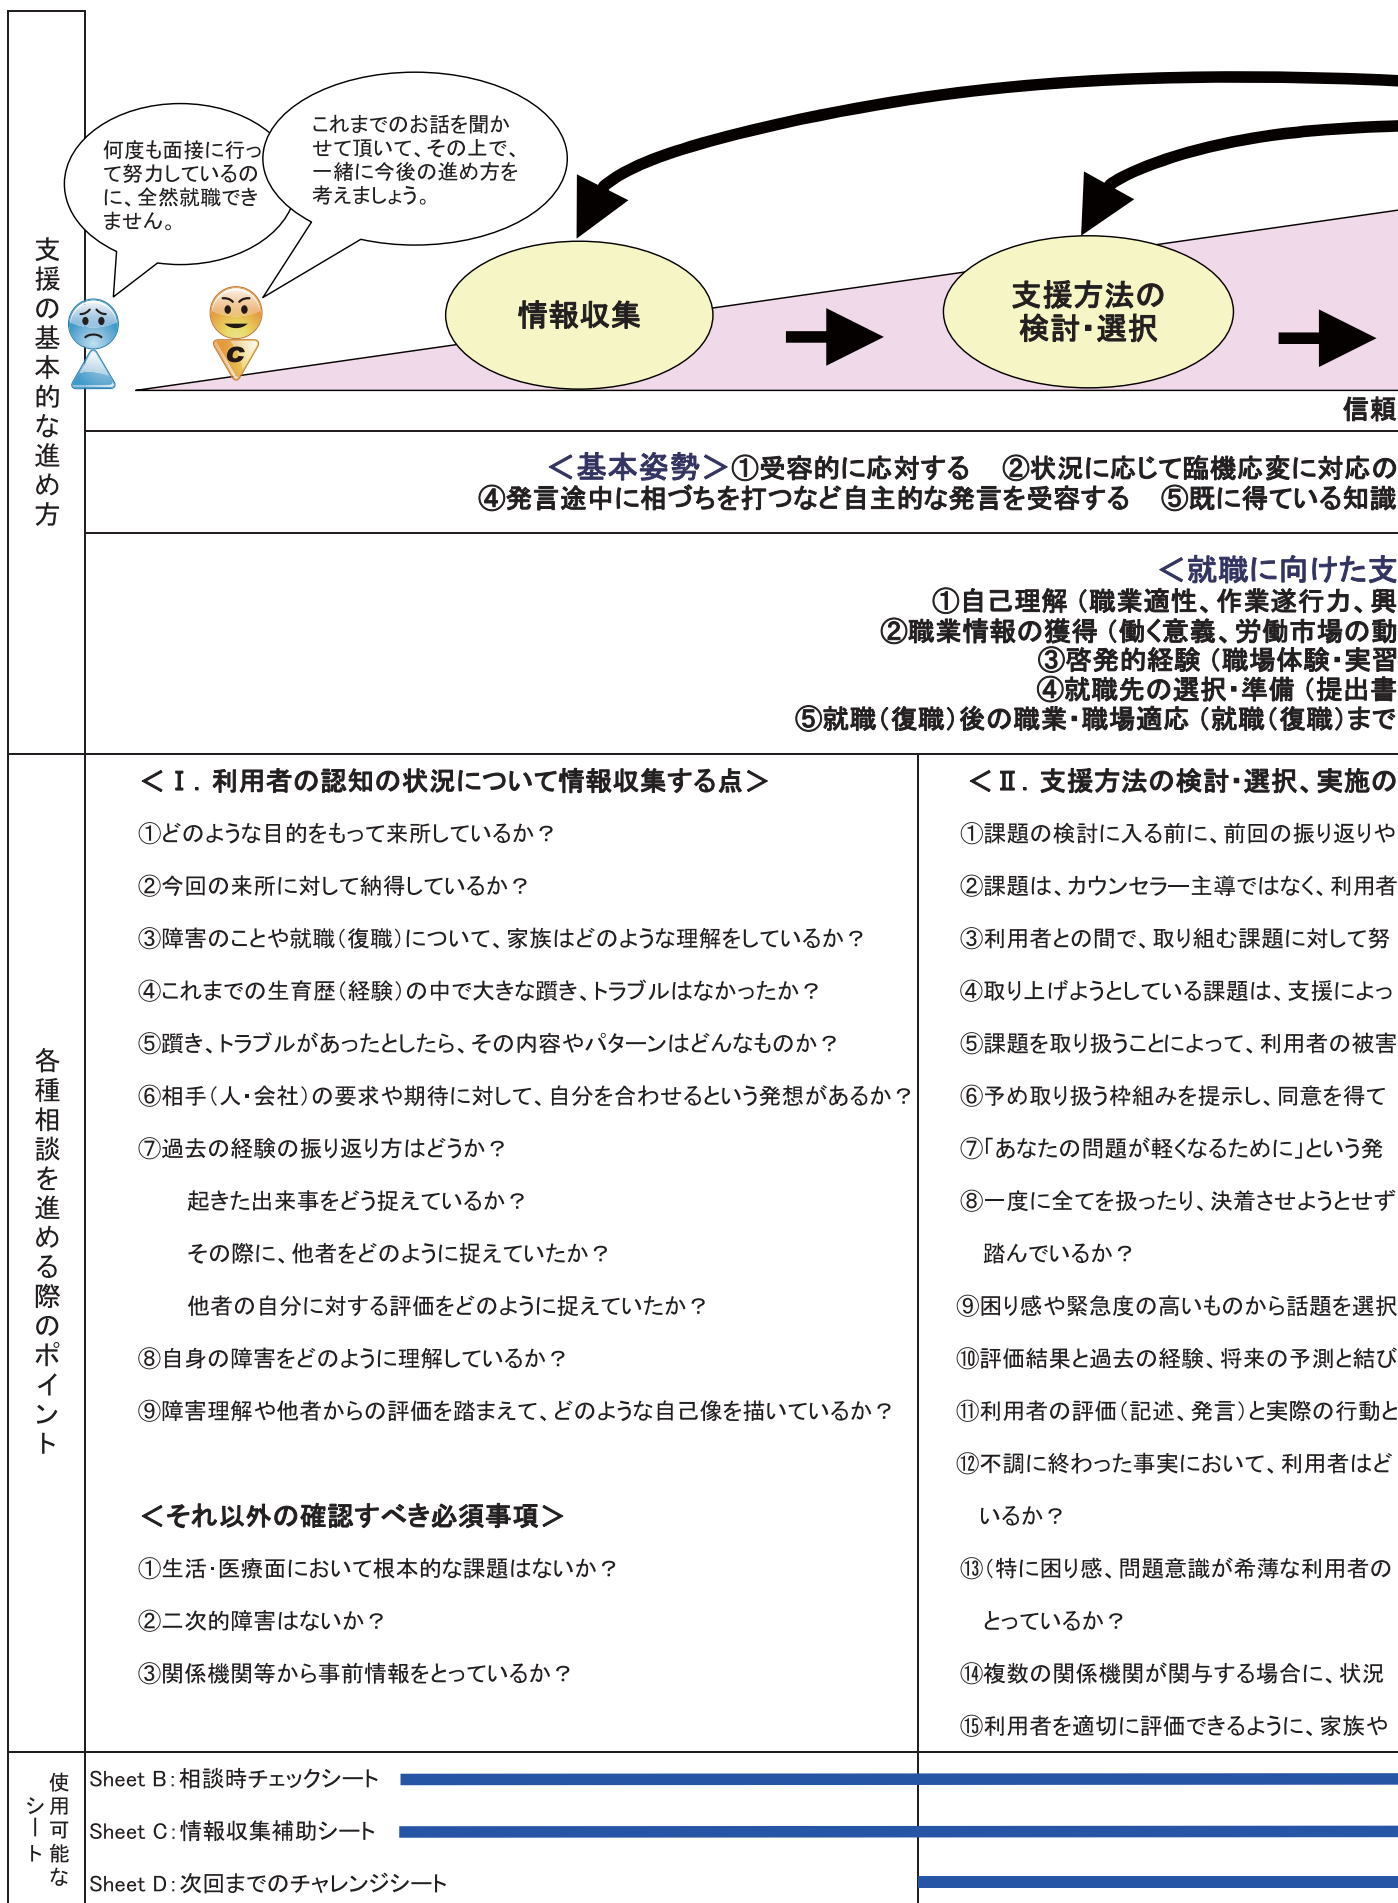 支援の基本的な進め方
何度も面接に行っ
て努力しているの
に、全然就職でき
ません。
これまでのお話を聞か
せて頂いて、その上で、
一緒に今後の進め方を
考えましょう。
C
情報収集
支援方法の
検討・選択
信頼
＜基本姿勢＞①受容的に応対する　②状況に応じて臨機応変に対応の
④発言途中に相づちを打つなど自主的な発言を受容する　⑤既に得ている知識
＜就職に向けた支
①自己理解（職業適性、作業遂行力、興
②職業情報の獲得（働く意義、労働市場の動
③啓発的経験（職場体験・実習
④就職先の選択・準備（提出書
⑤就職（復職）後の職業・職場適応（就職（復職）まで
各種相談を進める際のポイント
＜Ⅰ．利用者の認知の状況について情報収集する点＞
①どのような目的をもって来所しているか？
②今回の来所に対して納得しているか？
③障害のことや就職（復職）について、家族はどのような理解をしているか？
④これまでの生育歴（経験）の中で大きな躓き、トラブルはなかったか？
⑤躓き、トラブルがあったとしたら、その内容やパターンはどんなものか？
⑥相手（人・会社）の要求や期待に対して、自分を合わせるという発想があるか？
⑦過去の経験の振り返り方はどうか？
起きた出来事をどう捉えているか？
その際に、他者をどのように捉えていたか？
他者の自分に対する評価をどのように捉えていたか？
⑧自身の障害をどのように理解しているか？
⑨障害理解や他者からの評価を踏まえて、どのような自己像を描いているか？
＜それ以外の確認すべき必須事項＞
①生活・医療面において根本的な課題はないか？
②二次的障害はないか？
③関係機関等から事前情報をとっているか？
＜Ⅱ．支援方法の検討・選択、実施の
①課題の検討に入る前に、前回の振り返りや
②課題は、カウンセラー主導ではなく、利用者
③利用者との間で、取り組む課題に対して努
④取り上げようとしている課題は、支援によっ
⑤課題を取り扱うことによって、利用者の被害
⑥予め取り扱う枠組みを提示し、同意を得て
⑦「あなたの問題が軽くなるために」という発
⑧一度に全てを扱ったり、決着させようとせず
踏んでいるか？
⑨困り感や緊急度の高いものから話題を選択
⑩評価結果と過去の経験、将来の予測と結び
⑪利用者の評価（記述、発言）と実際の行動と
⑫不調に終わった事実において、利用者はど
いるか？
⑬（特に困り感、問題意識が希薄な利用者の
とっているか？
⑭複数の関係機関が関与する場合に、状況
⑮利用者を適切に評価できるように、家族や
使用可能な
シート
Sheet B：相談時チェックシート
Sheet C：情報収集補助シート
Sheet D：次回までのチャレンジシート